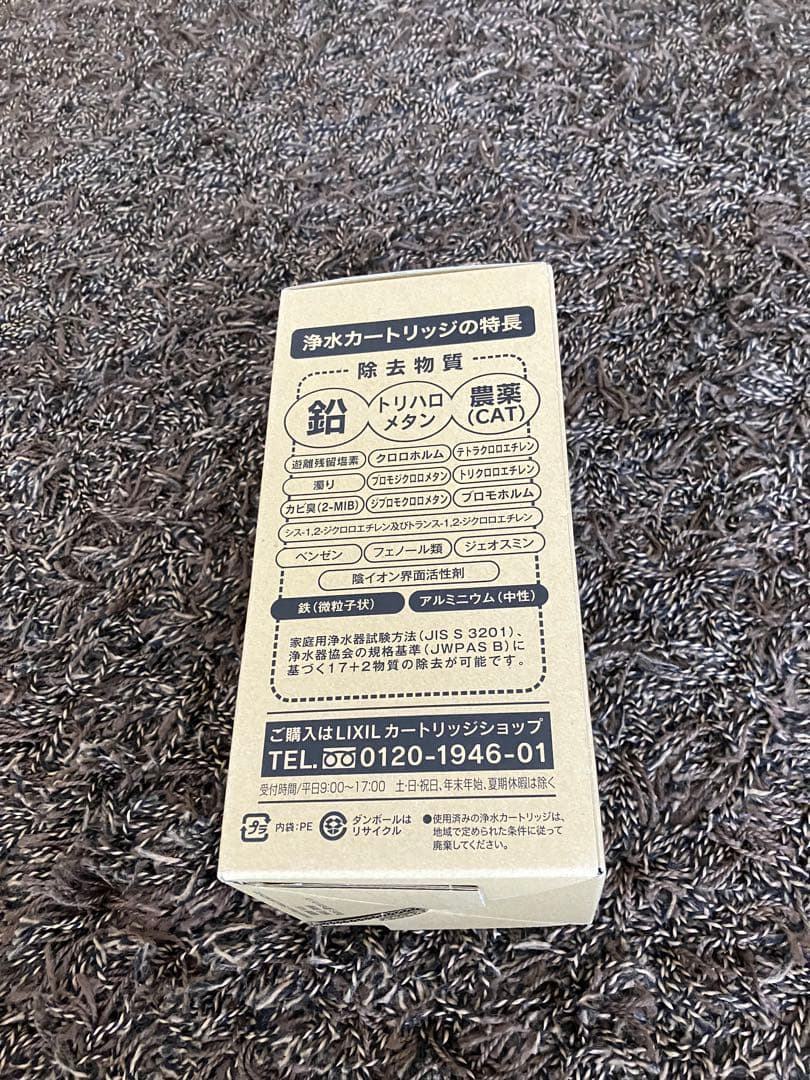 浄水カートリッジの特長
除去物質
鉛
トリハロ
メタン
農薬
(CAT)
遊離残留塩素 クロロホルム テトラクロロエチレン
濁り ブロモジクロロメタン トリクロロエチレン
カビ臭(2-MIB) ジブロモクロロメタン ブロモホルム
シス-1,2-ジクロロエチレン及びトランス-1,2-ジクロロエチレン
ベンゼン フェノール類 ジェオスミン
陰イオン界面活性剤
鉄(微粒子状) アルミニウム(中性)
家庭用浄水器試験方法(JIS S 3201)、
浄水器協会の規格基準(JWPAS B)に
基づく17+2物質の除去が可能です。
ご購入はLIXILカートリッジショップ
TEL. 0120-1946-01
受付時間/平日9:00〜17:00 土・日・祝日、年末年始、夏期休暇は除く
プラ 内袋:PE
ダンボールは
リサイクル
●使用済みの浄水カートリッジは、
地域で定められた条件に従って
廃棄してください。